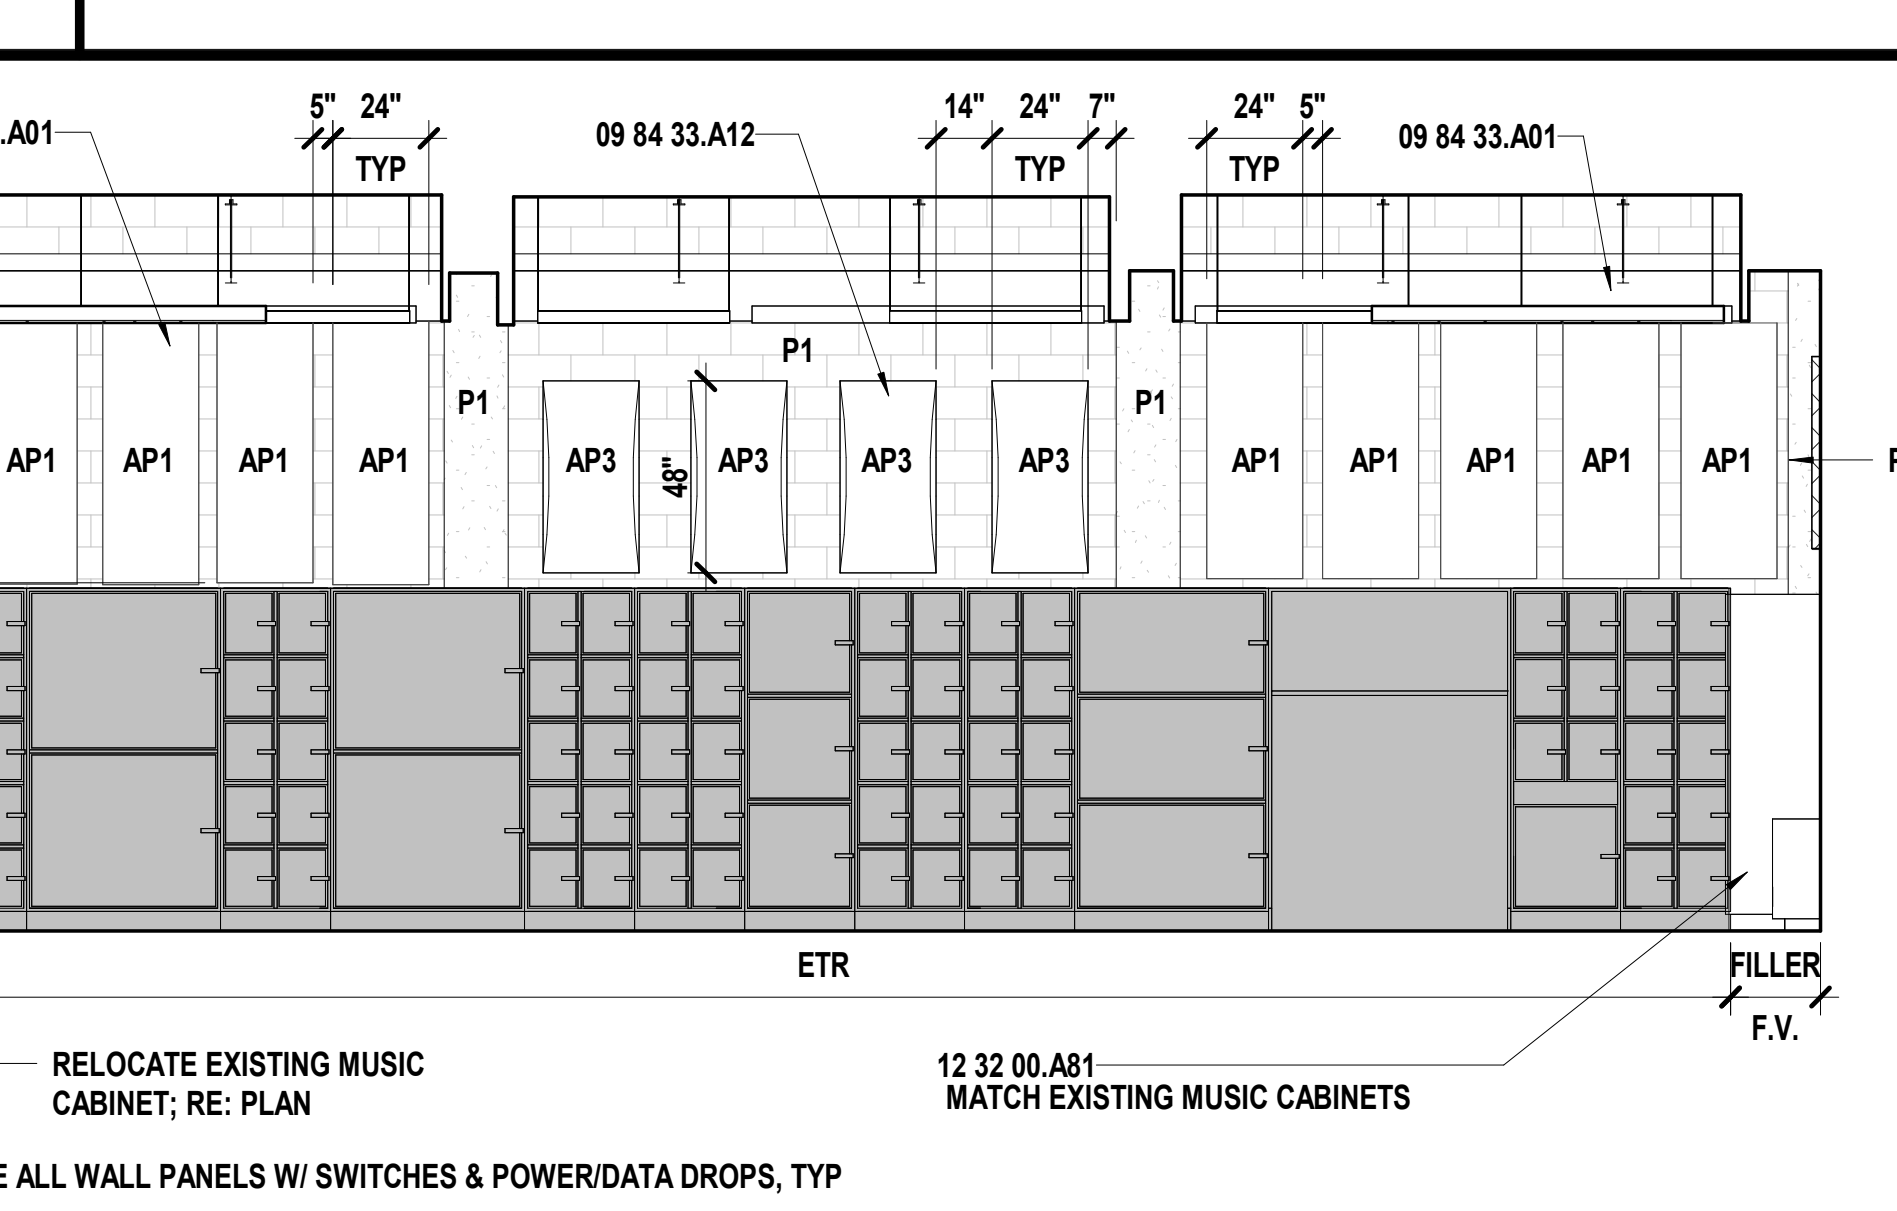 5" 24" 14" 24" 7" 24" 5"
.A01 09 84 33.A12 09 84 33.A01
TYP TYP TYP
P1
P1 P1
AP1 AP1 AP1 AP1 AP3 AP3 AP3 AP3 AP1 AP1 AP1 AP1 AP1
48"
ETR FILLER
F.V.
RELOCATE EXISTING MUSIC
CABINET; RE: PLAN
12 32 00.A81
MATCH EXISTING MUSIC CABINETS
E ALL WALL PANELS W/ SWITCHES & POWER/DATA DROPS, TYP